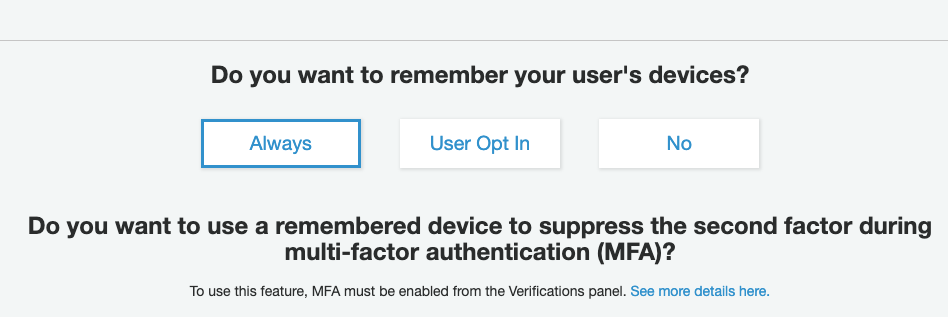 Do you want to remember your user's devices?
Always
User Opt In
No
Do you want to use a remembered device to suppress the second factor during
multi-factor authentication (MFA)?
To use this feature, MFA must be enabled from the Verifications panel. See more details here.